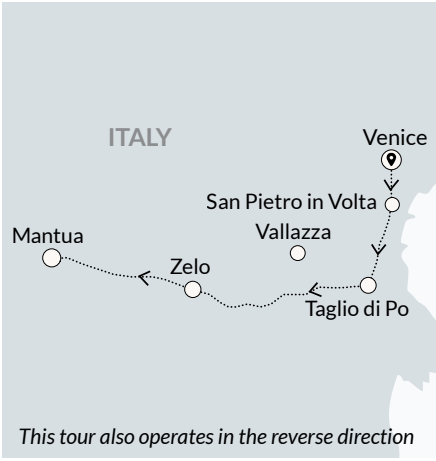 Venice
ITALY
San Pietro in Volta
Vallazza
Mantua
Zelo
Taglio di Po
This tour also operates in the reverse direction